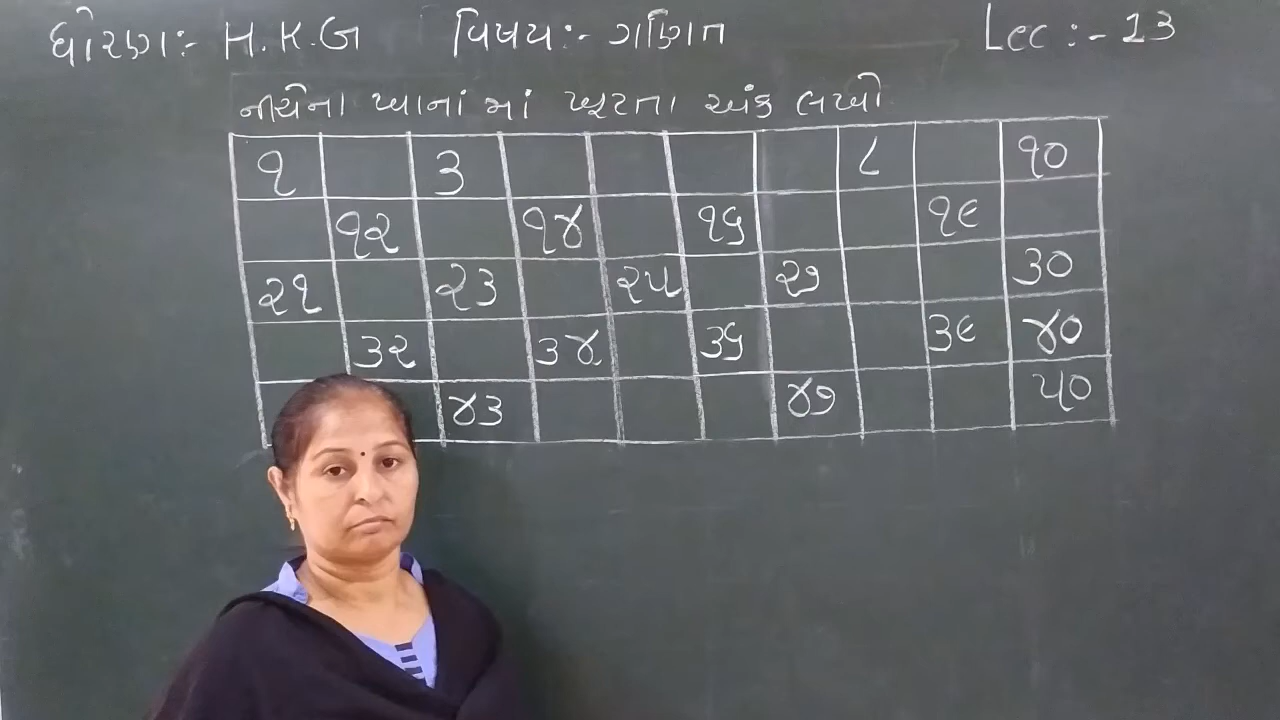 ધોરણ:- H.K.G વિષય:- ગણિત Lec:- 13
નીચેના ખાનાં માં ખૂટતા અંક લખો
૧ ૩ ૮ ૧૦
૧૨ ૧૪ ૧૬ ૧૯
૨૧ ૨૩ ૨૫ ૨૭ ૩૦
૩૨ ૩૪ ૩૬ ૩૯ ૪૦
૪૩ ૪૭ ૫૦